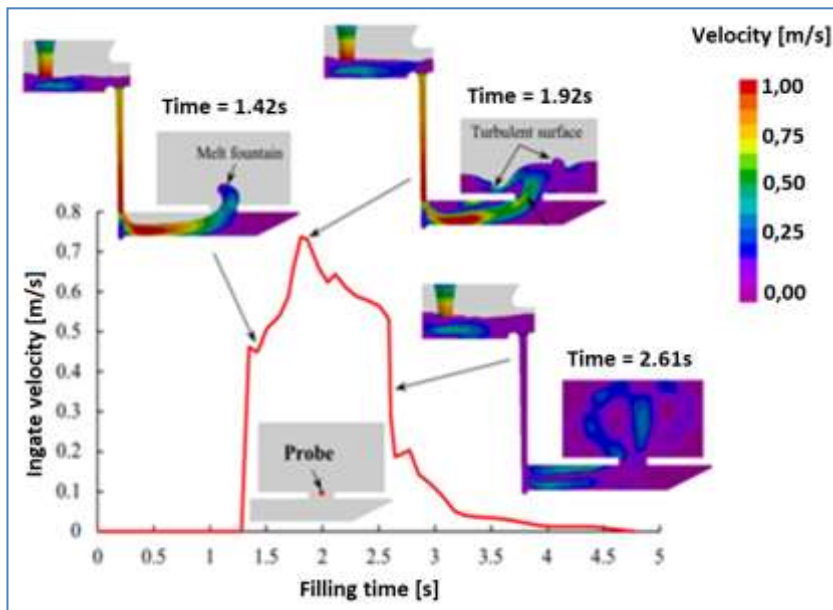 Velocity [m/s]
1,00
0,75
0,50
0,25
0,00
Time = 1.42s
Melt fountain
Time = 1.92s
Turbulent surface
Time = 2.61s
Probe
Ingate velocity [m/s]
0.8
0.7
0.6
0.5
0.4
0.3
0.2
0.1
0
0 0.5 1 1.5 2 2.5 3 3.5 4 4.5 5
Filling time [s]